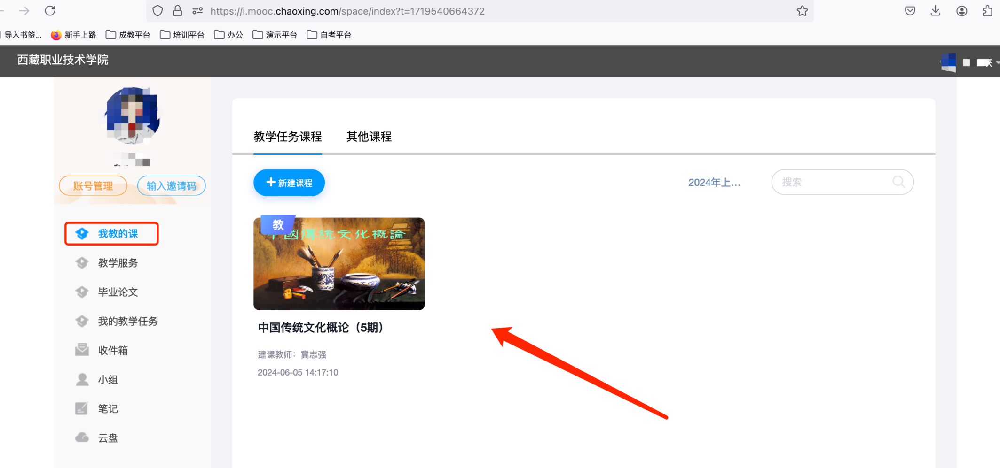 https://i.mooc.chaoxing.com/space/index?t=1719540664372
导入书签... 新手上路 成教平台 培训平台 办公 演示平台 自考平台
西藏职业技术学院
账号管理 输入邀请码
我教的课
教学服务
毕业论文
我的教学任务
收件箱
小组
笔记
云盘
教学任务课程 其他课程
新建课程 2024年上... 搜索
教
中國傳統文化概論
中国传统文化概论（5期）
建课教师：冀志强
2024-06-05 14:17:10